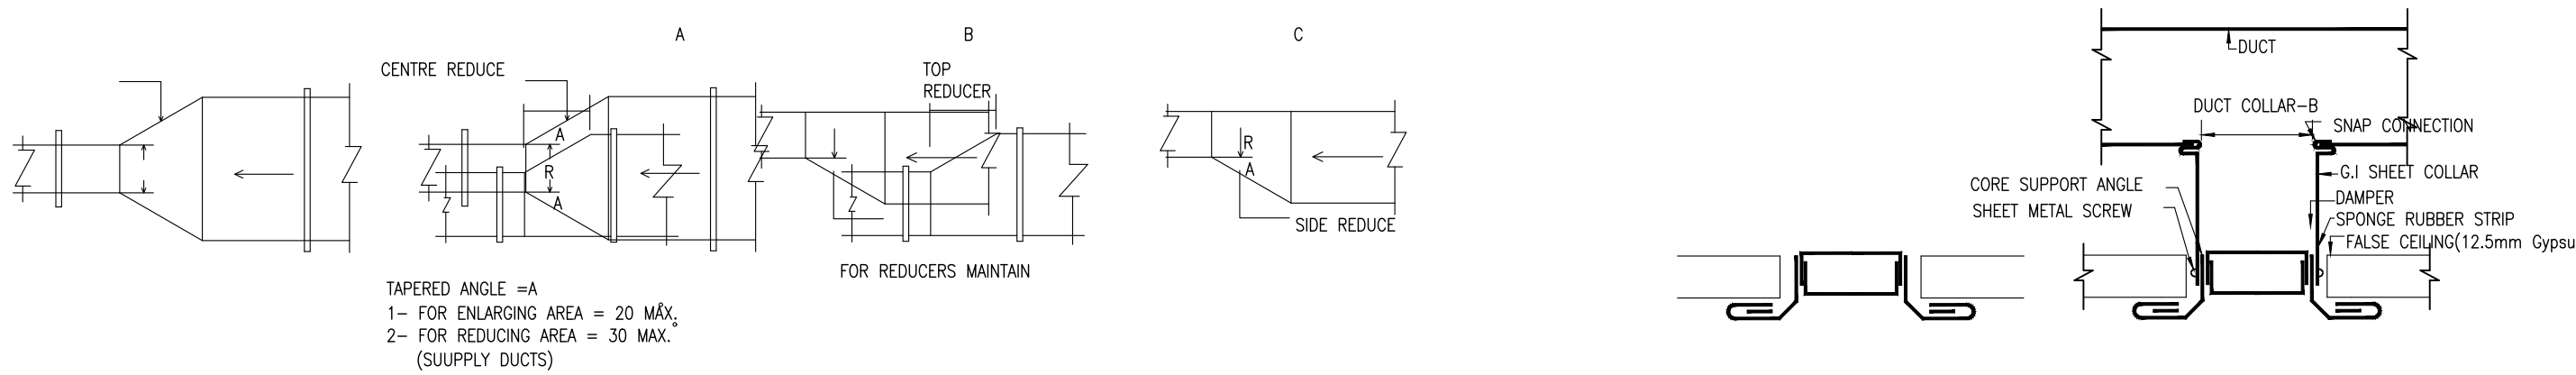 A
B
C
CENTRE REDUCE
TOP
REDUCER
A
R
A
R
A
SIDE REDUCE
FOR REDUCERS MAINTAIN
TAPERED ANGLE =A
1- FOR ENLARGING AREA = 20 MAX.°
2- FOR REDUCING AREA = 30 MAX.°
(SUUPPLY DUCTS)
DUCT
DUCT COLLAR-B
SNAP CONNECTION
G.I SHEET COLLAR
CORE SUPPORT ANGLE
DAMPER
SHEET METAL SCREW
SPONGE RUBBER STRIP
FALSE CEILING(12.5mm Gypsu